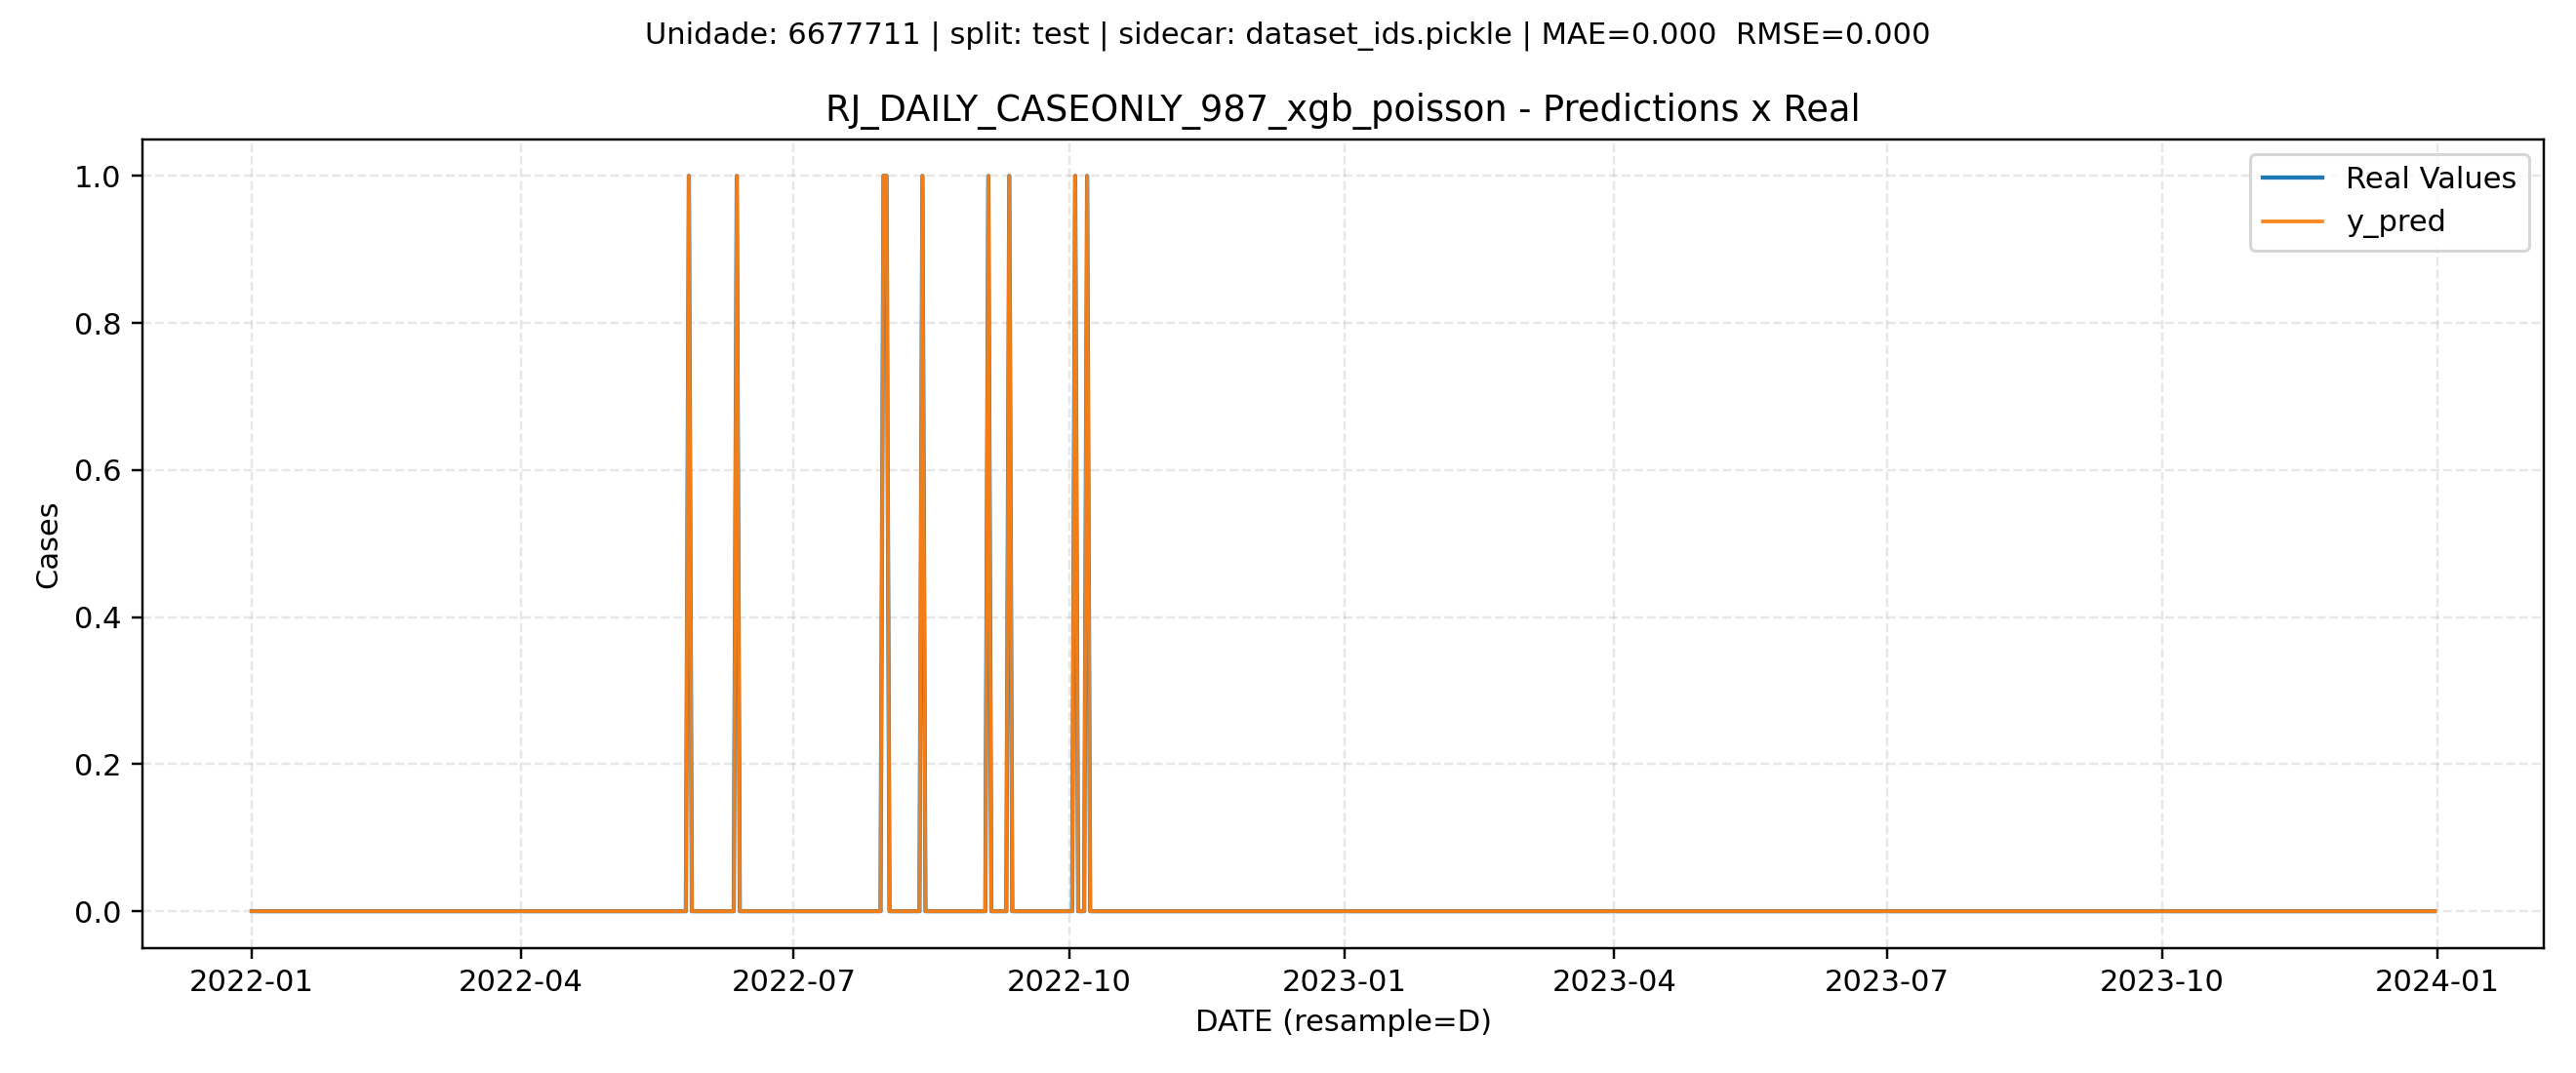 Unidade: 6677711 | split: test | sidecar: dataset_ids.pickle | MAE=0.000  RMSE=0.000
RJ_DAILY_CASEONLY_987_xgb_poisson - Predictions x Real
Real Values
y_pred
1.0
0.8
0.6
0.4
0.2
0.0
Cases
2022-01
2022-04
2022-07
2022-10
2023-01
2023-04
2023-07
2023-10
2024-01
DATE (resample=D)